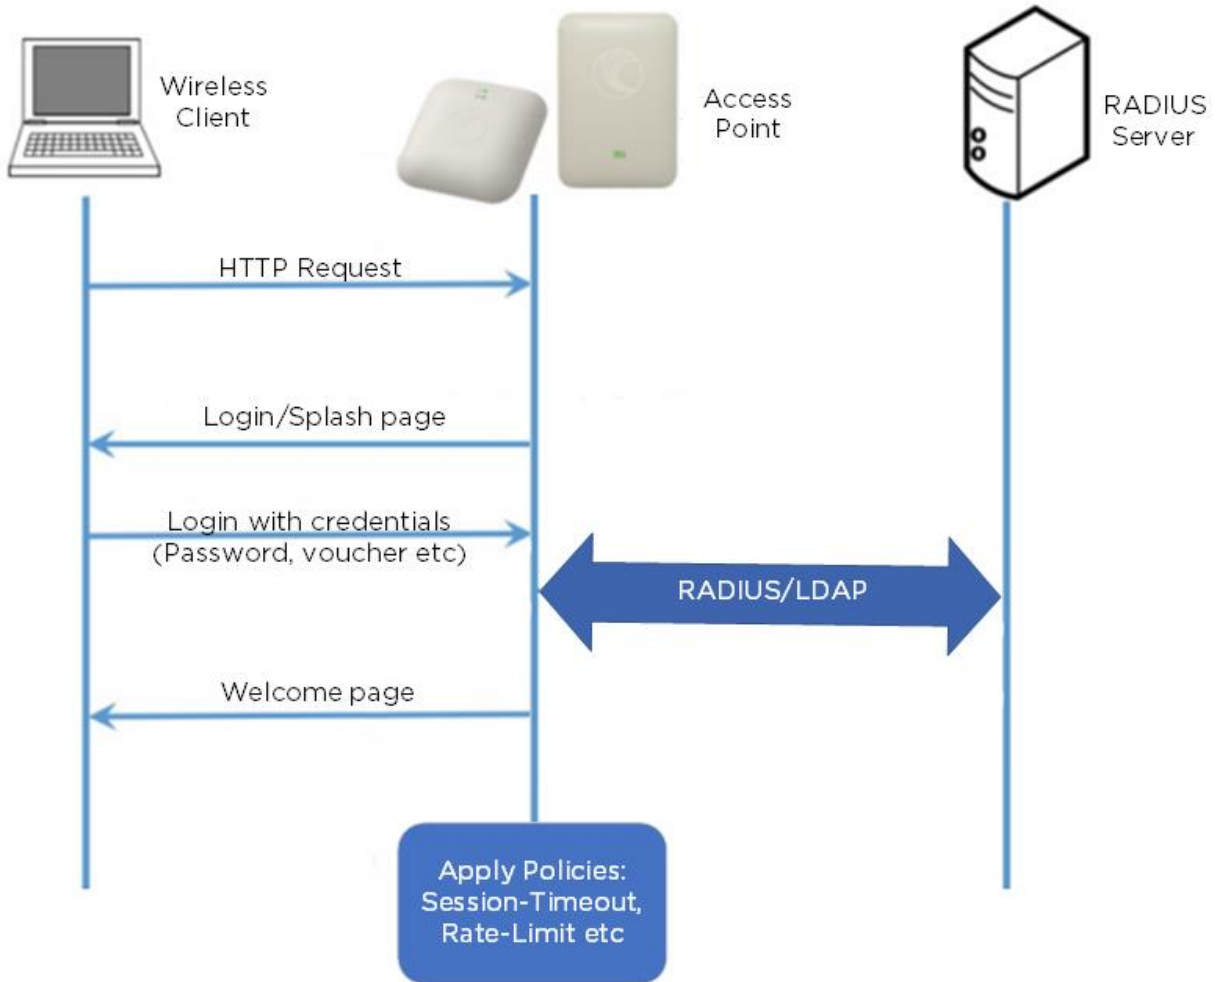 Wireless
Client
Access
Point
RADIUS
Server
HTTP Request
Login/Splash page
Login with credentials
(Password, voucher etc)
RADIUS/LDAP
Welcome page
Apply Policies:
Session-Timeout,
Rate-Limit etc